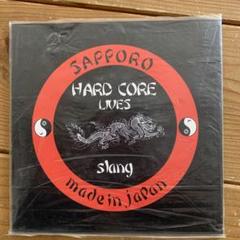 SAPPORO
HARD CORE
LIVES
slang
made in japan